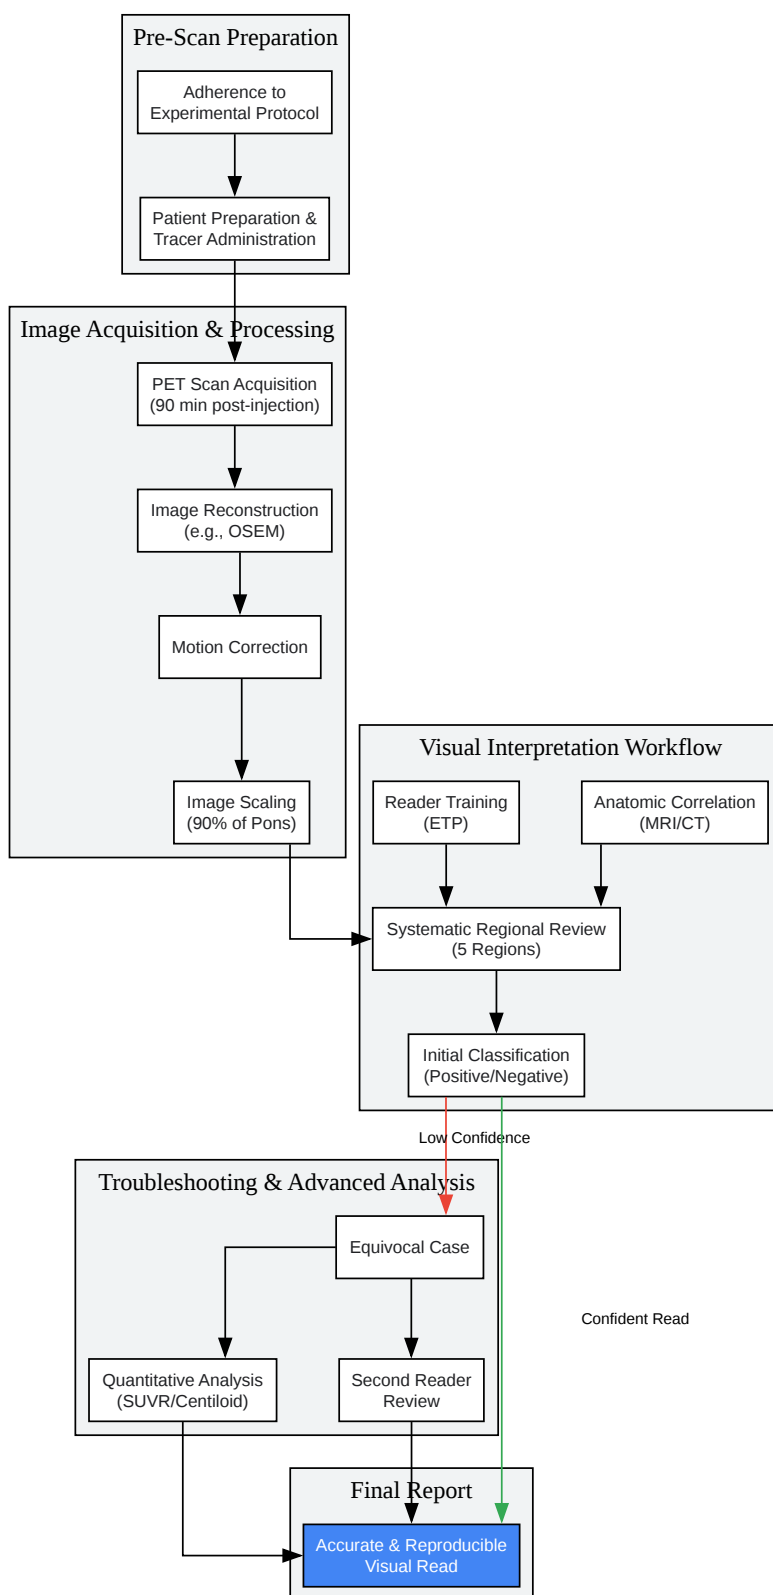 Pre-Scan Preparation
Adherence to
Experimental Protocol
Patient Preparation &
Tracer Administration
Image Acquisition & Processing
PET Scan Acquisition
(90 min post-injection)
Image Reconstruction
(e.g., OSEM)
Motion Correction
Image Scaling
(90% of Pons)
Visual Interpretation Workflow
Reader Training
(ETP)
Anatomic Correlation
(MRI/CT)
Systematic Regional Review
(5 Regions)
Initial Classification
(Positive/Negative)
Low Confidence
Troubleshooting & Advanced Analysis
Equivocal Case
Confident Read
Quantitative Analysis
(SUVR/Centiloid)
Second Reader
Review
Final Report
Accurate & Reproducible
Visual Read